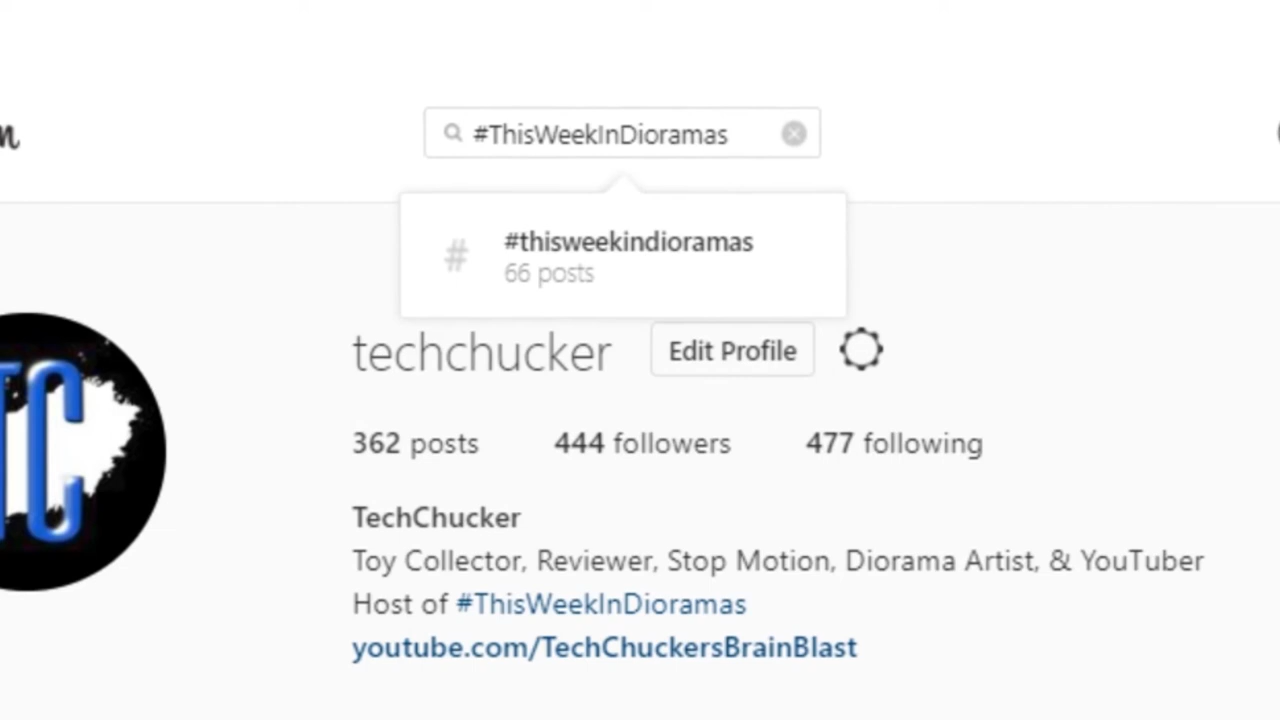 #ThisWeekInDioramas
#thisweekindioramas
66 posts
techchucker Edit Profile
362 posts 444 followers 477 following
TechChucker
Toy Collector, Reviewer, Stop Motion, Diorama Artist, & YouTuber
Host of #ThisWeekInDioramas
youtube.com/TechChuckersBrainBlast
TC